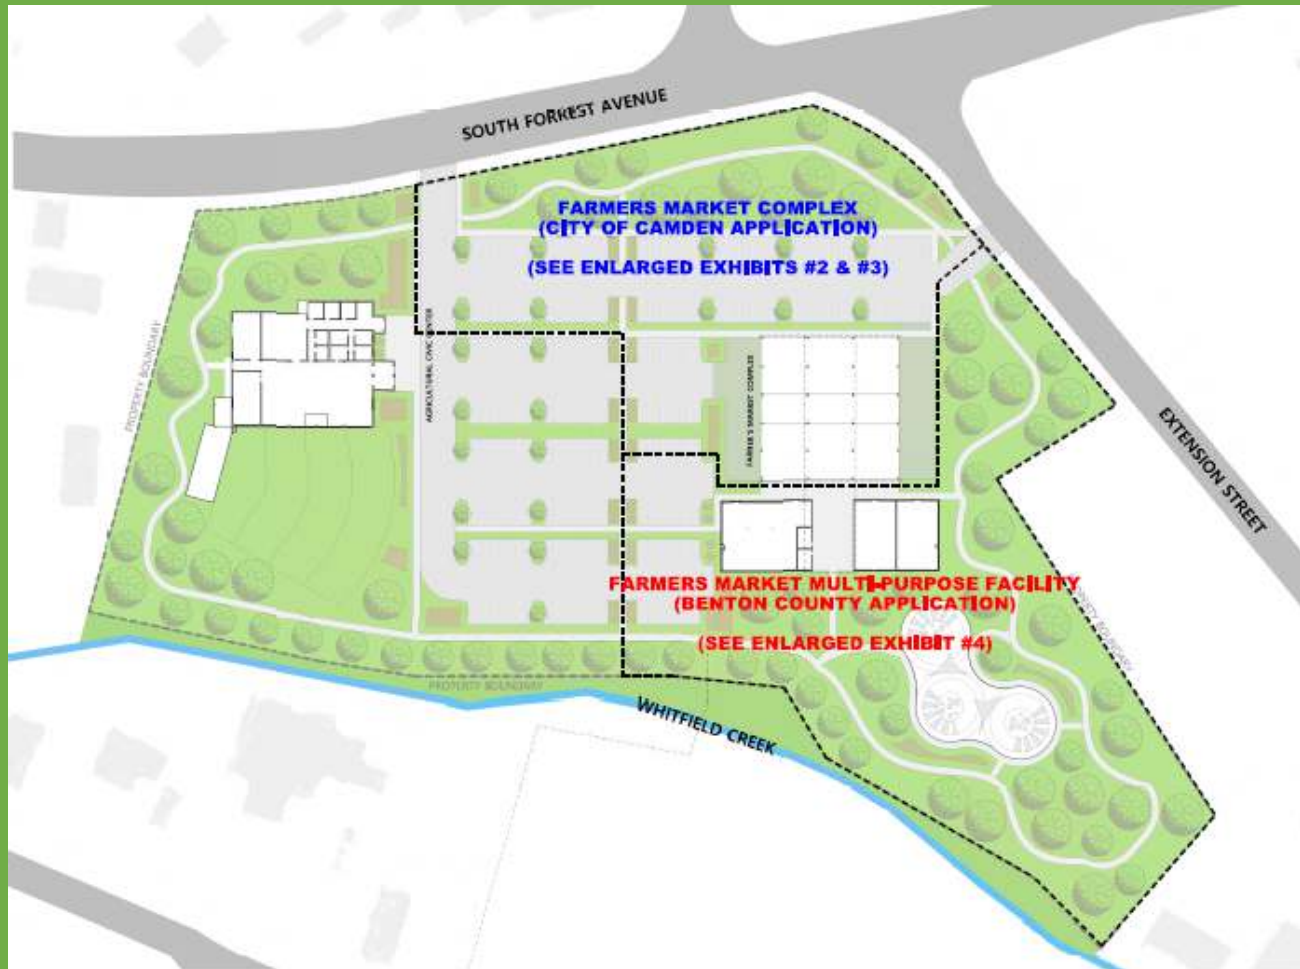 SOUTH FORREST AVENUE
FARMERS MARKET COMPLEX
(CITY OF CAMDEN APPLICATION)
(SEE ENLARGED EXHIBITS #2 & #3)
PROPERTY BOUNDARY
AGRICULTURAL CIVIC CENTER
FARMER'S MARKET COMPLEX
EXTENSION STREET
FARMERS MARKET MULTI-PURPOSE FACILITY
(BENTON COUNTY APPLICATION)
(SEE ENLARGED EXHIBIT #4)
BOUNDARY
PROPERTY BOUNDARY
WHITFIELD CREEK